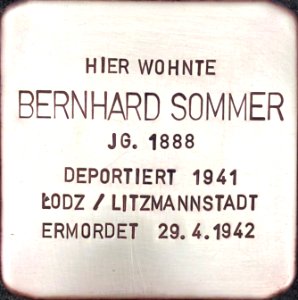 HIER WOHNTE
BERNHARD SOMMER
JG. 1888
DEPORTIERT 1941
ŁODZ / LITZMANNSTADT
ERMORDET 29.4.1942